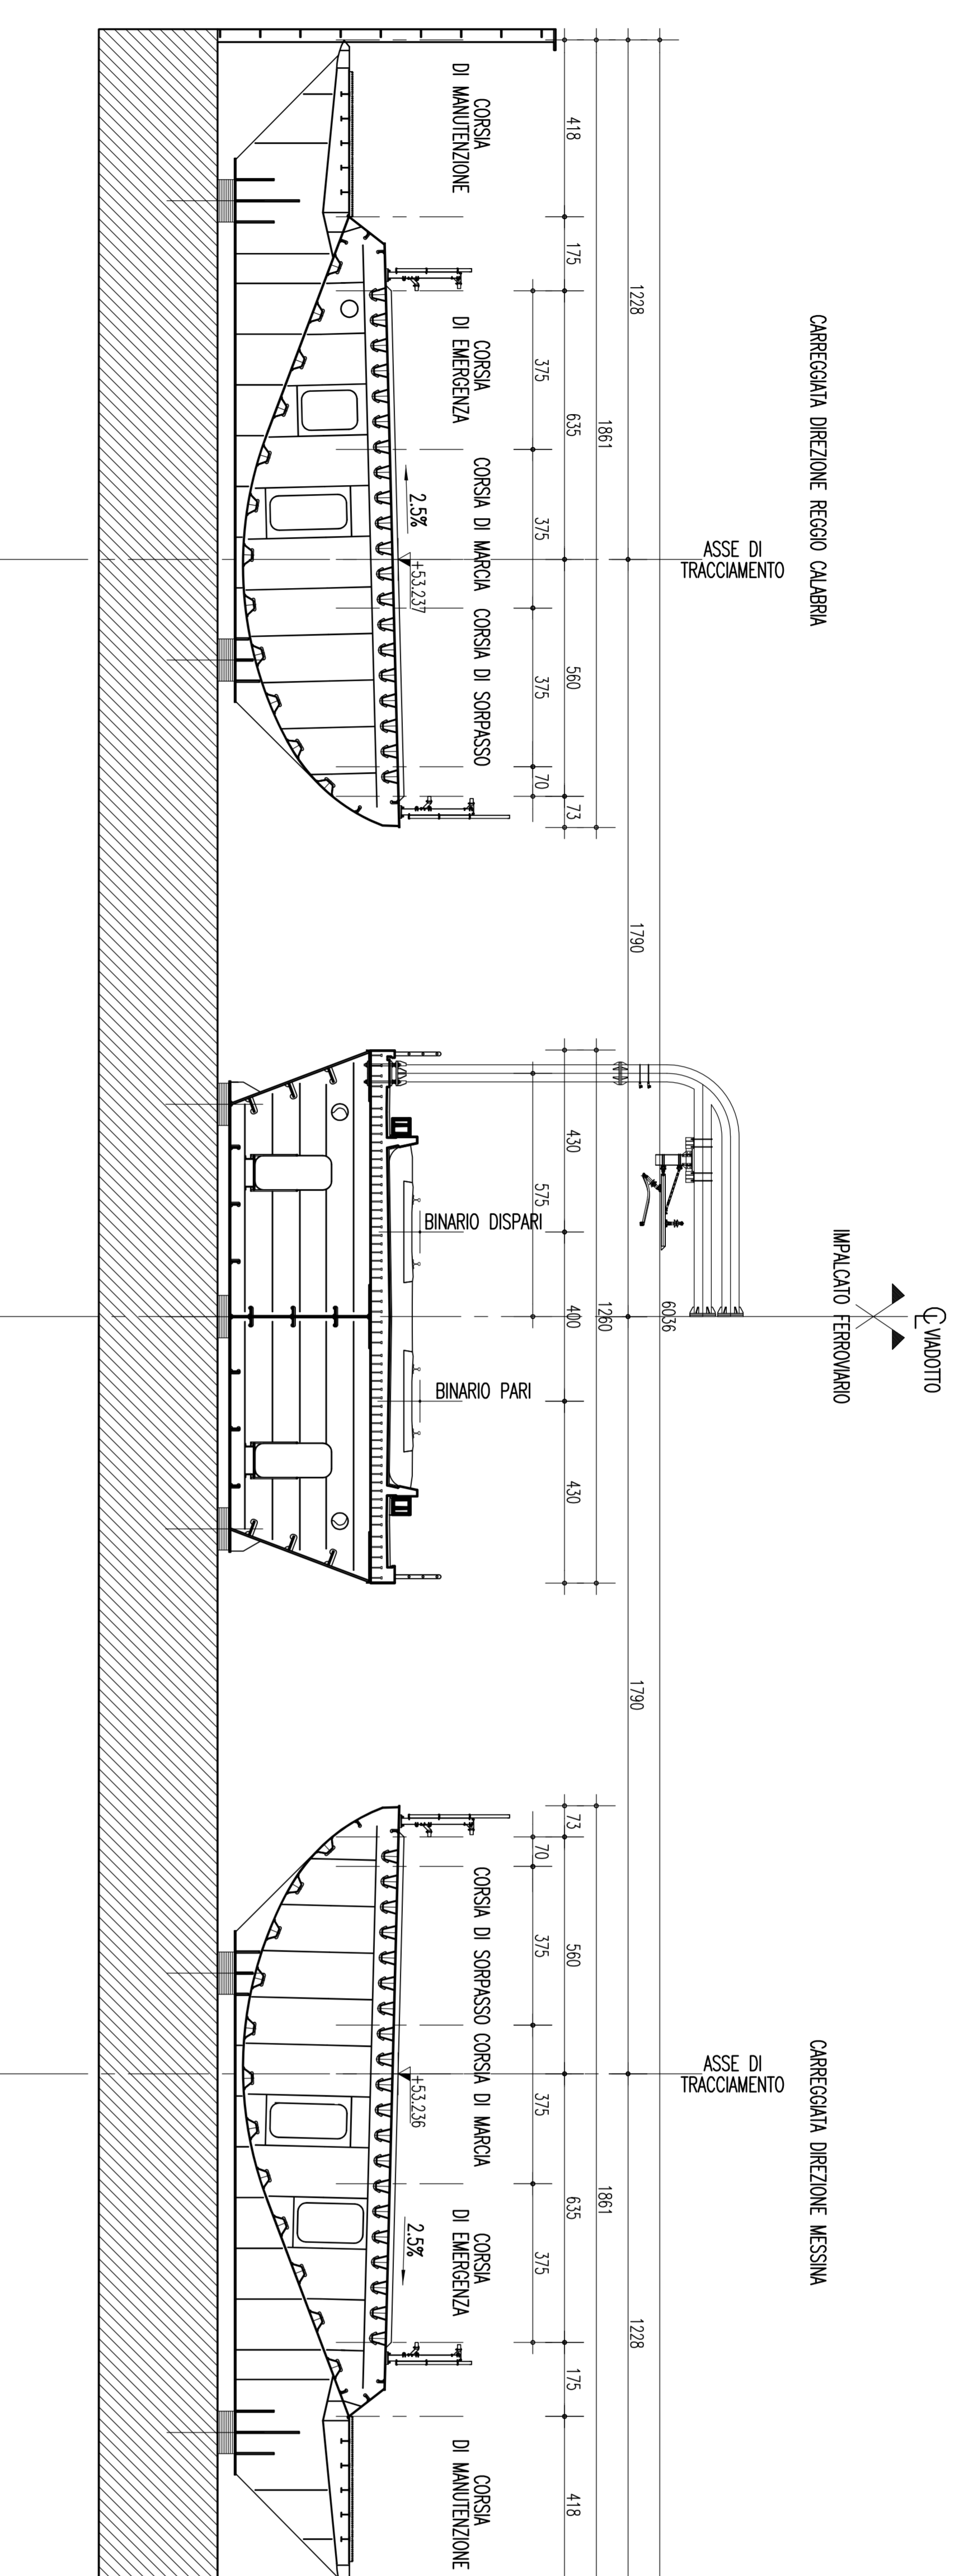 CARREGGIATA DIREZIONE REGGIO CALABRIA
℄ VIADOTTO
IMPALCATO FERROVIARIO
CARREGGIATA DIREZIONE MESSINA
ASSE DI
TRACCIAMENTO
ASSE DI
TRACCIAMENTO
6036
1228
1790
1790
1228
1861
1260
1861
418
175
635
560
73
430
400
430
73
560
635
175
418
375
375
375
70
575
70
375
375
375
CORSIA
DI MANUTENZIONE
CORSIA
DI EMERGENZA
CORSIA DI MARCIA
CORSIA DI SORPASSO
BINARIO DISPARI
BINARIO PARI
CORSIA DI SORPASSO
CORSIA DI MARCIA
CORSIA
DI EMERGENZA
CORSIA
DI MANUTENZIONE
2.5%
+53.237
+53.236
2.5%